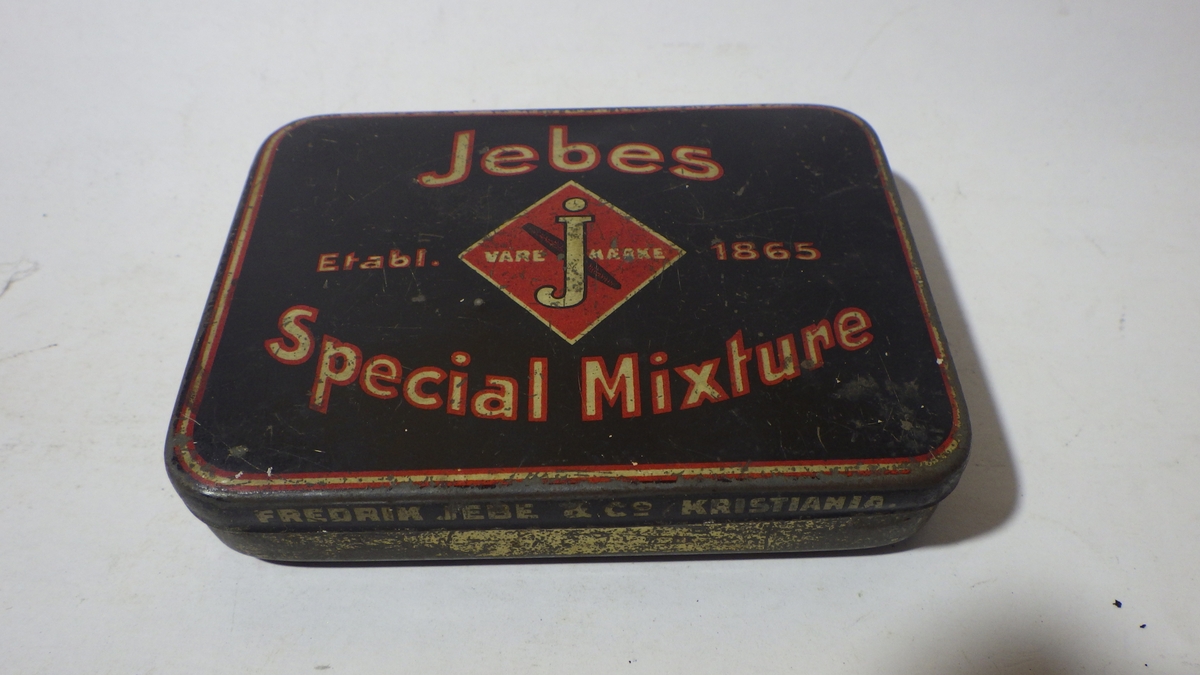 Jebes
VARE j MÆRKE
Etabl. 1865
Special Mixture
FREDRIK JEBE & Co KRISTIANIA.